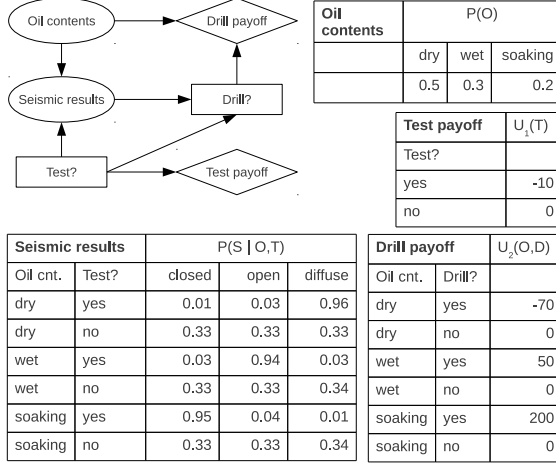 Oil contents
Drill payoff
Seismic results
Drill?
Test?
Test payoff
Oil contents P(O)
dry wet soaking
0.5 0.3 0.2
Test payoff U1(T)
Test?
yes -10
no 0
Seismic results P(S | O,T)
Oil cnt. Test? closed open diffuse
dry yes 0.01 0.03 0.96
dry no 0.33 0.33 0.33
wet yes 0.03 0.94 0.03
wet no 0.33 0.33 0.34
soaking yes 0.95 0.04 0.01
soaking no 0.33 0.33 0.34
Drill payoff U2(O,D)
Oil cnt. Drill?
dry yes -70
dry no 0
wet yes 50
wet no 0
soaking yes 200
soaking no 0